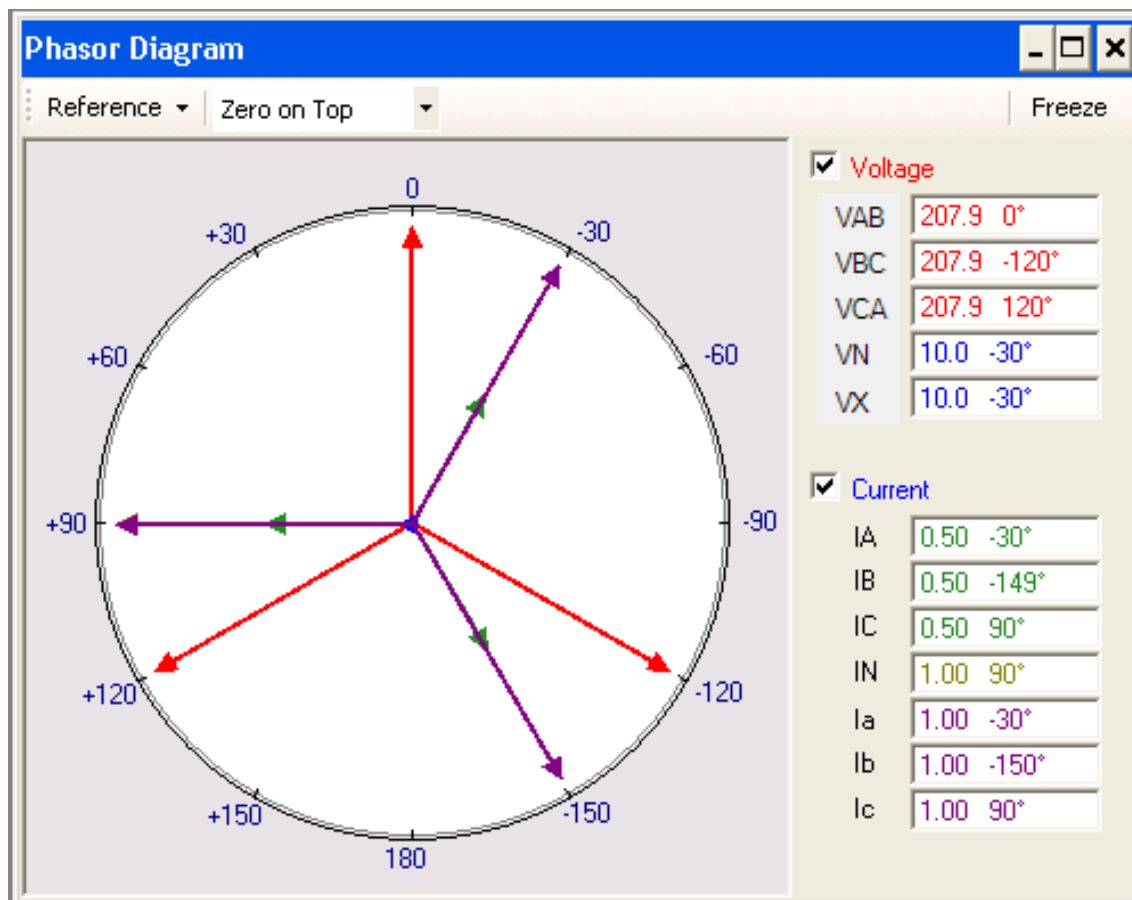 Phasor Diagram
Reference Zero on Top Freeze
0
+30 -30
+60 -60
+90 -90
+120 -120
+150 -150
180
Voltage
VAB 207.9 0°
VBC 207.9 -120°
VCA 207.9 120°
VN 10.0 -30°
VX 10.0 -30°
Current
IA 0.50 -30°
IB 0.50 -149°
IC 0.50 90°
IN 1.00 90°
Ia 1.00 -30°
Ib 1.00 -150°
Ic 1.00 90°